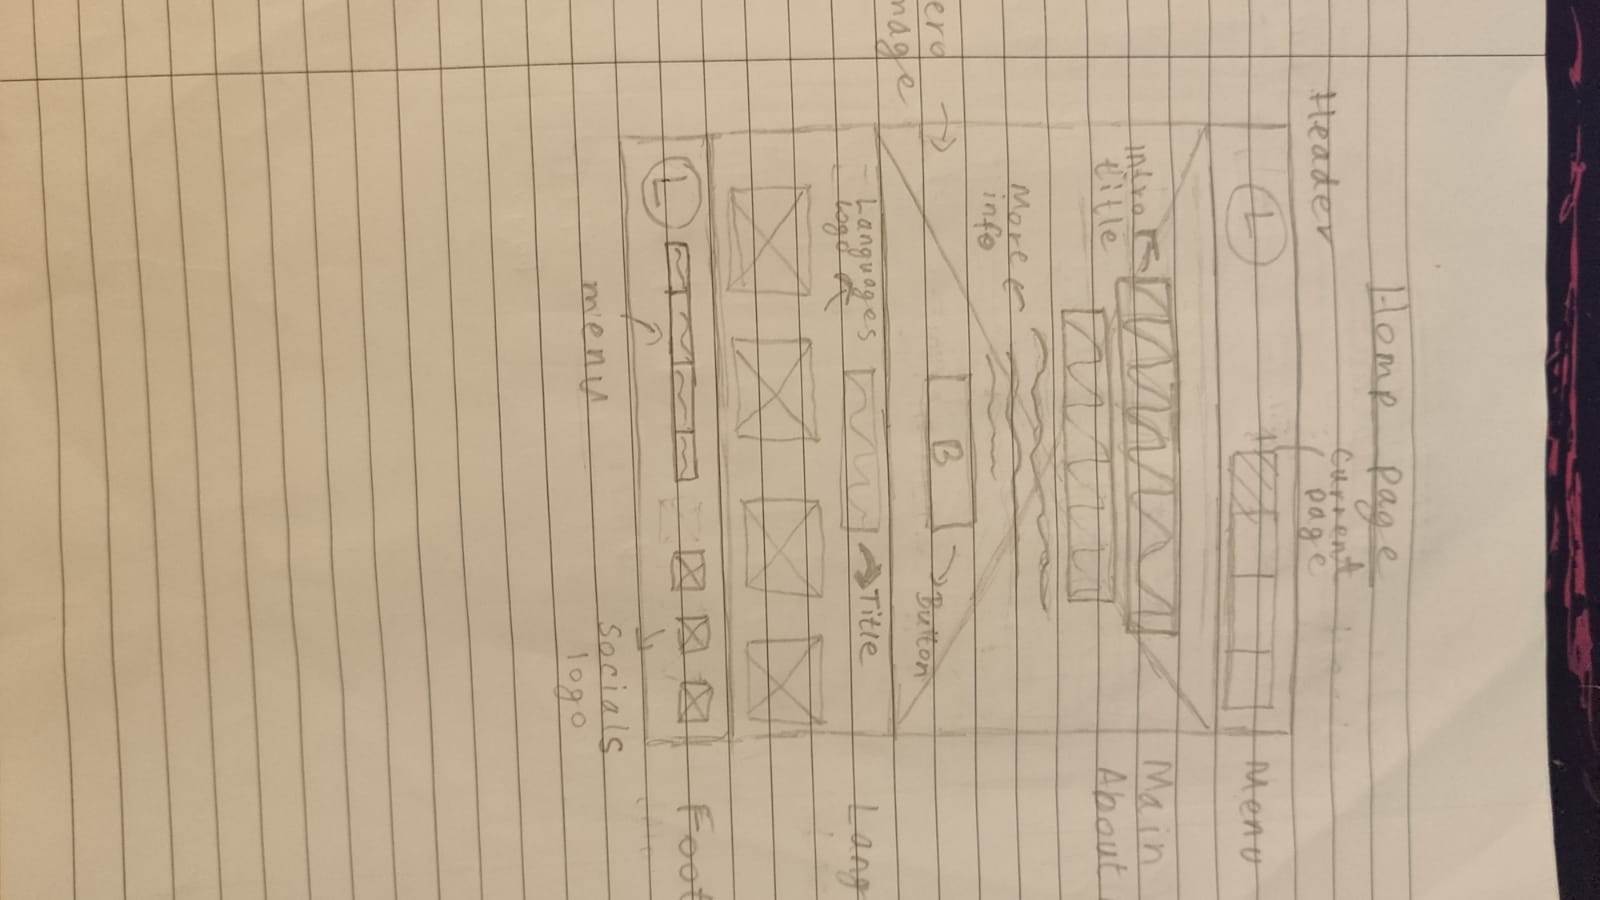 Home page
Header
current
page
L
Menu
Intro
title
Main
About
More
info
ero
mage
B
Button
Languages
logo
Title
Lang
L
Foot
menu
Socials
logo